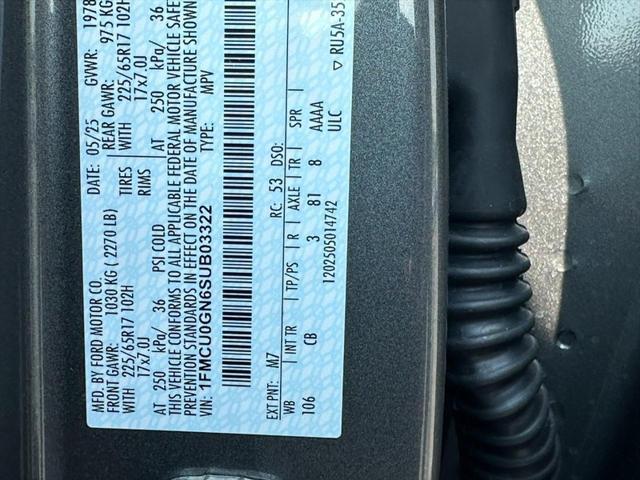 MFD. BY FORD MOTOR CO.
DATE: 05/25 GVWR: 1978
FRONT GAWR: 1030 KG ( 2270 LB) REAR GAWR: 975 KG
WITH 225/65R17 102H TIRES WITH 225/65R17 102H
17x7.0J RIMS 17x7.0J
AT 250 kPa/ 36 PSI COLD AT 250 kPa/ 36
THIS VEHICLE CONFORMS TO ALL APPLICABLE FEDERAL MOTOR VEHICLE SAFE
PREVENTION STANDARDS IN EFFECT ON THE DATE OF MANUFACTURE SHOWN
VIN: 1FMCU0GN6SUB03322 TYPE: MPV
EXT PNT: M7 RC: 53 DSO:
WB INT TR TP/PS R AXLE TR SPR
106 CB 3 81 8 AAAA
ULC
1202505014742
▽ RU5A-35